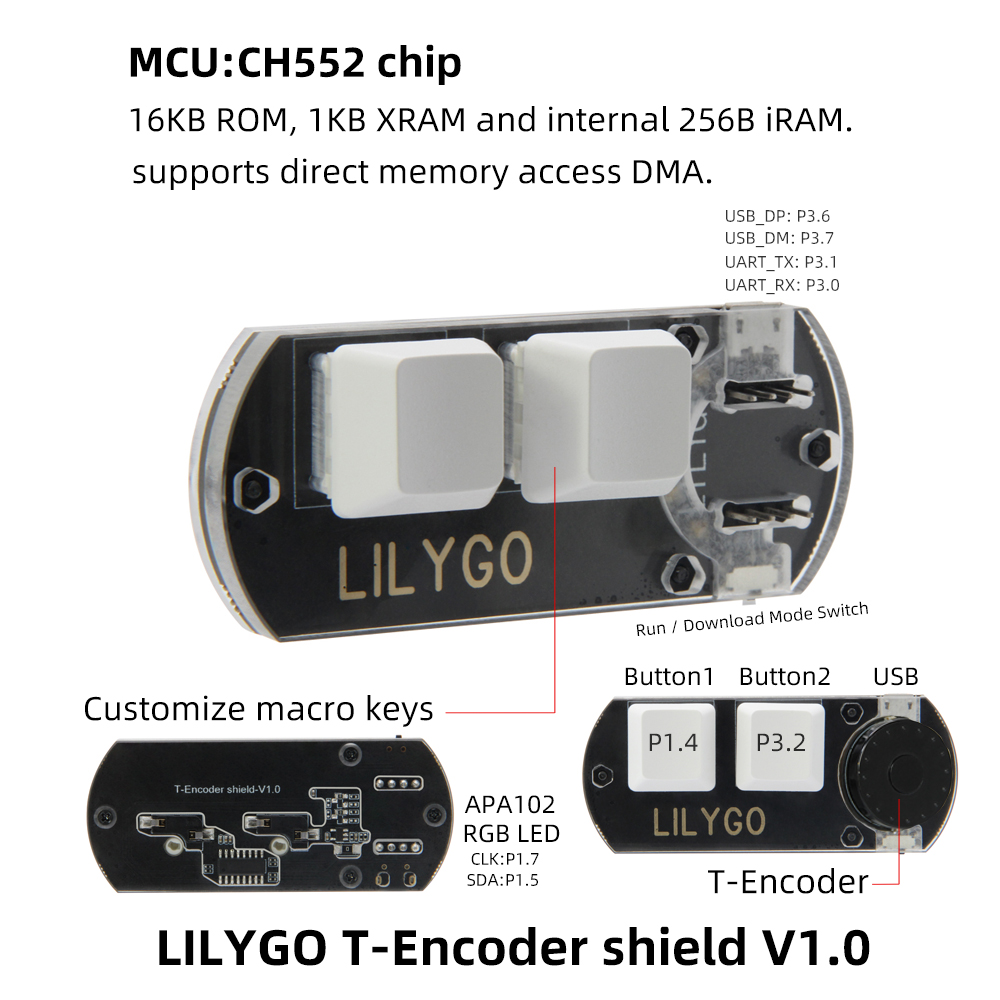 MCU:CH552 chip
16KB ROM, 1KB XRAM and internal 256B iRAM.
supports direct memory access DMA.
USB_DP: P3.6
USB_DM: P3.7
UART_TX: P3.1
UART_RX: P3.0
LILYGO
Run / Download Mode Switch
Customize macro keys
Button1 Button2 USB
P1.4 P3.2
LILYGO
T-Encoder shield-V1.0
APA102
RGB LED
CLK:P1.7
SDA:P1.5
T-Encoder
LILYGO T-Encoder shield V1.0